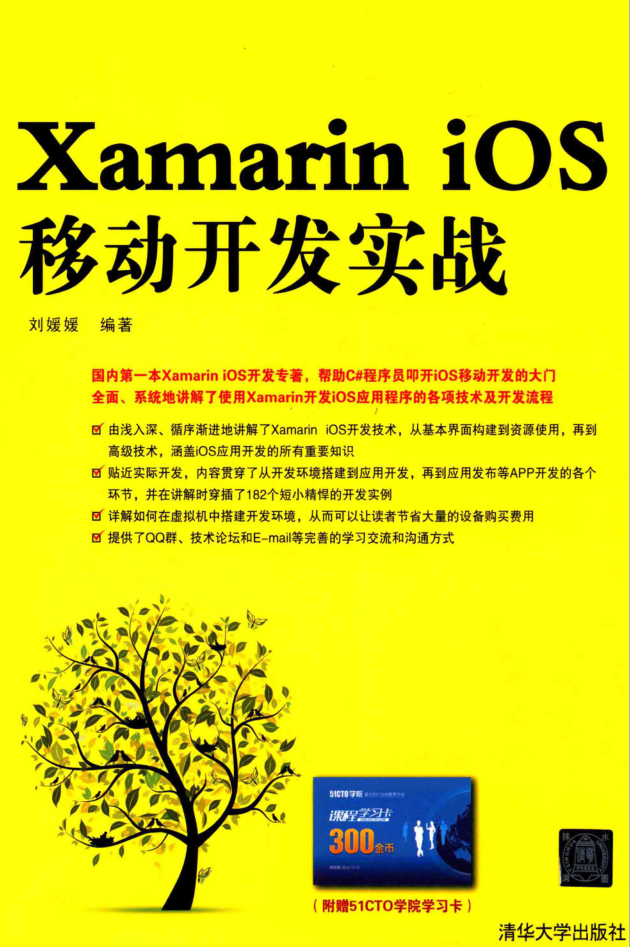 Xamarin iOS
移动开发实战
刘媛媛 编著
国内第一本Xamarin iOS开发专著，帮助C#程序员叩开iOS移动开发的大门
全面、系统地讲解了使用Xamarin开发iOS应用程序的各项技术及开发流程
由浅入深、循序渐进地讲解了Xamarin iOS开发技术，从基本界面构建到资源使用，再到
高级技术，涵盖iOS应用开发的所有重要知识
贴近实际开发，内容贯穿了从开发环境搭建到应用开发，再到应用发布等APP开发的各个
环节，并在讲解时穿插了182个短小精悍的开发实例
详解如何在虚拟机中搭建开发环境，从而可以让读者节省大量的设备购买费用
提供了QQ群、技术论坛和E-mail等完善的学习交流和沟通方式
51CTO学院
课程学习卡
300金币
（附赠51CTO学院学习卡）
清华大学出版社